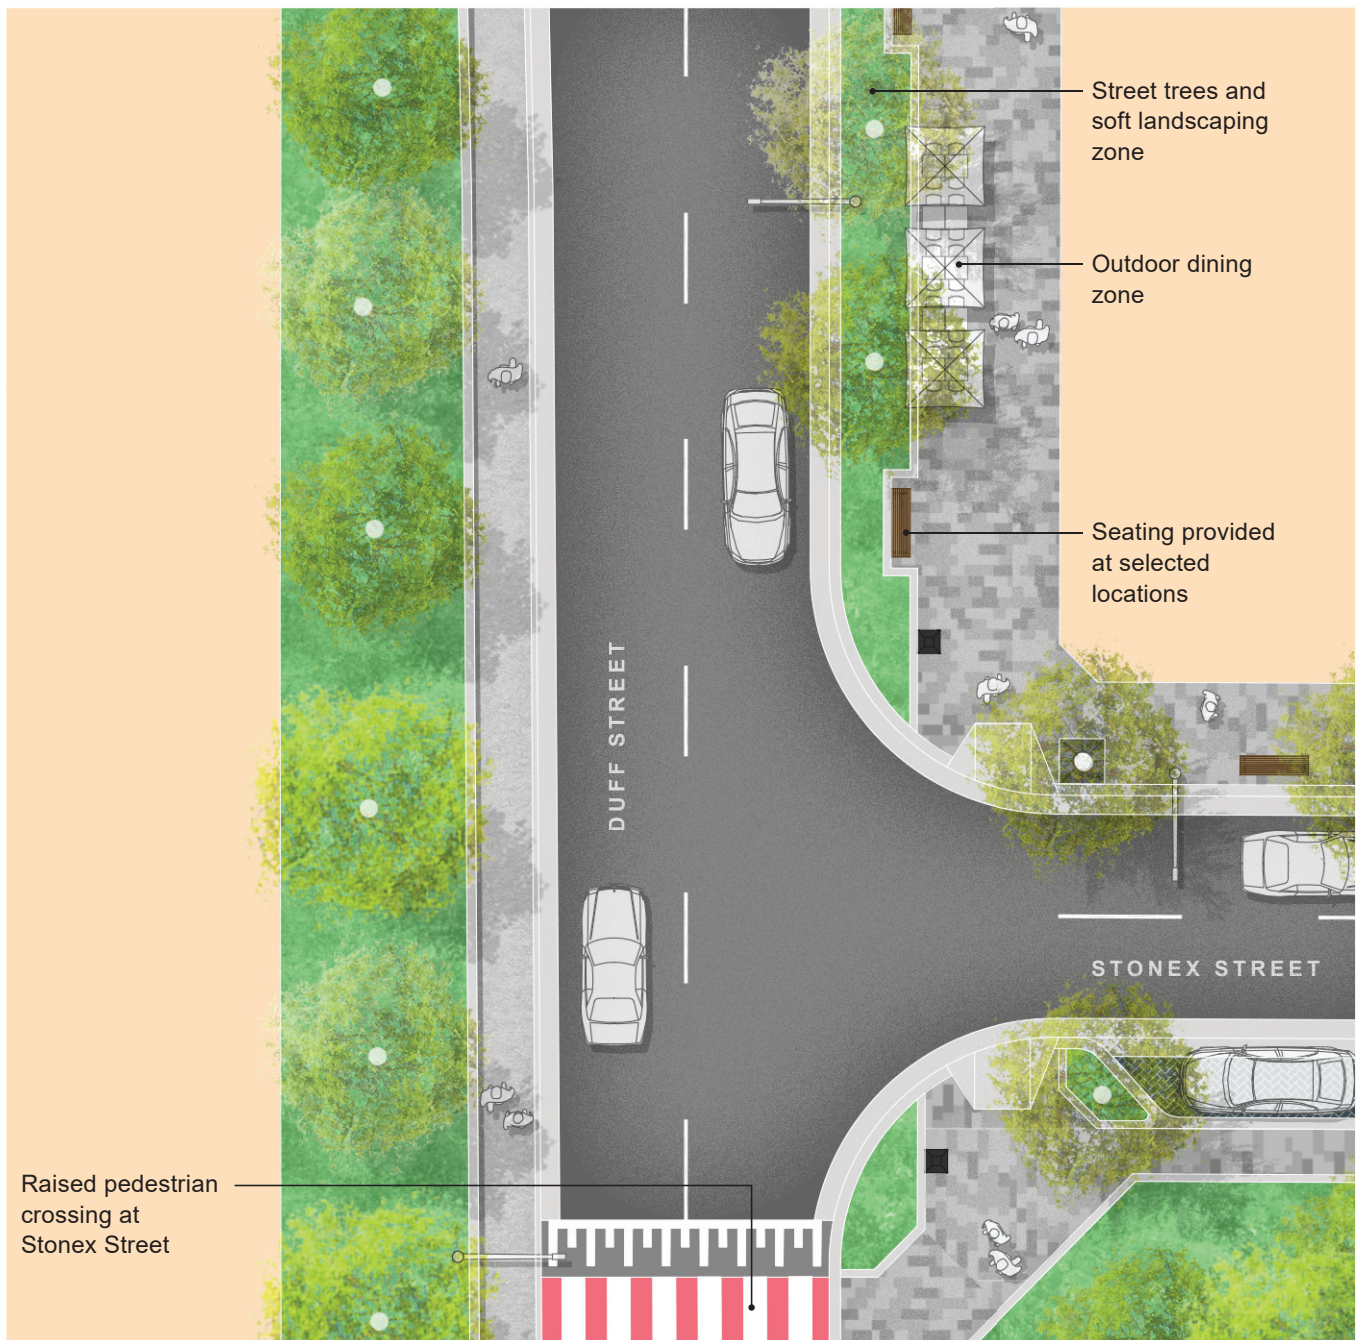 Street trees and
soft landscaping
zone
Outdoor dining
zone
Seating provided
at selected
locations
DUFF STREET
STONEX STREET
Raised pedestrian
crossing at
Stonex Street